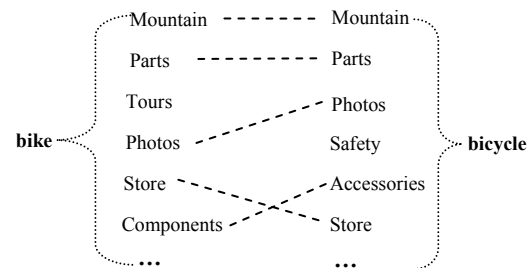 Mountain Mountain
Parts Parts
Tours
Photos
Photos
Safety
bike
bicycle
Store
Accessories
Components
Store
...
...